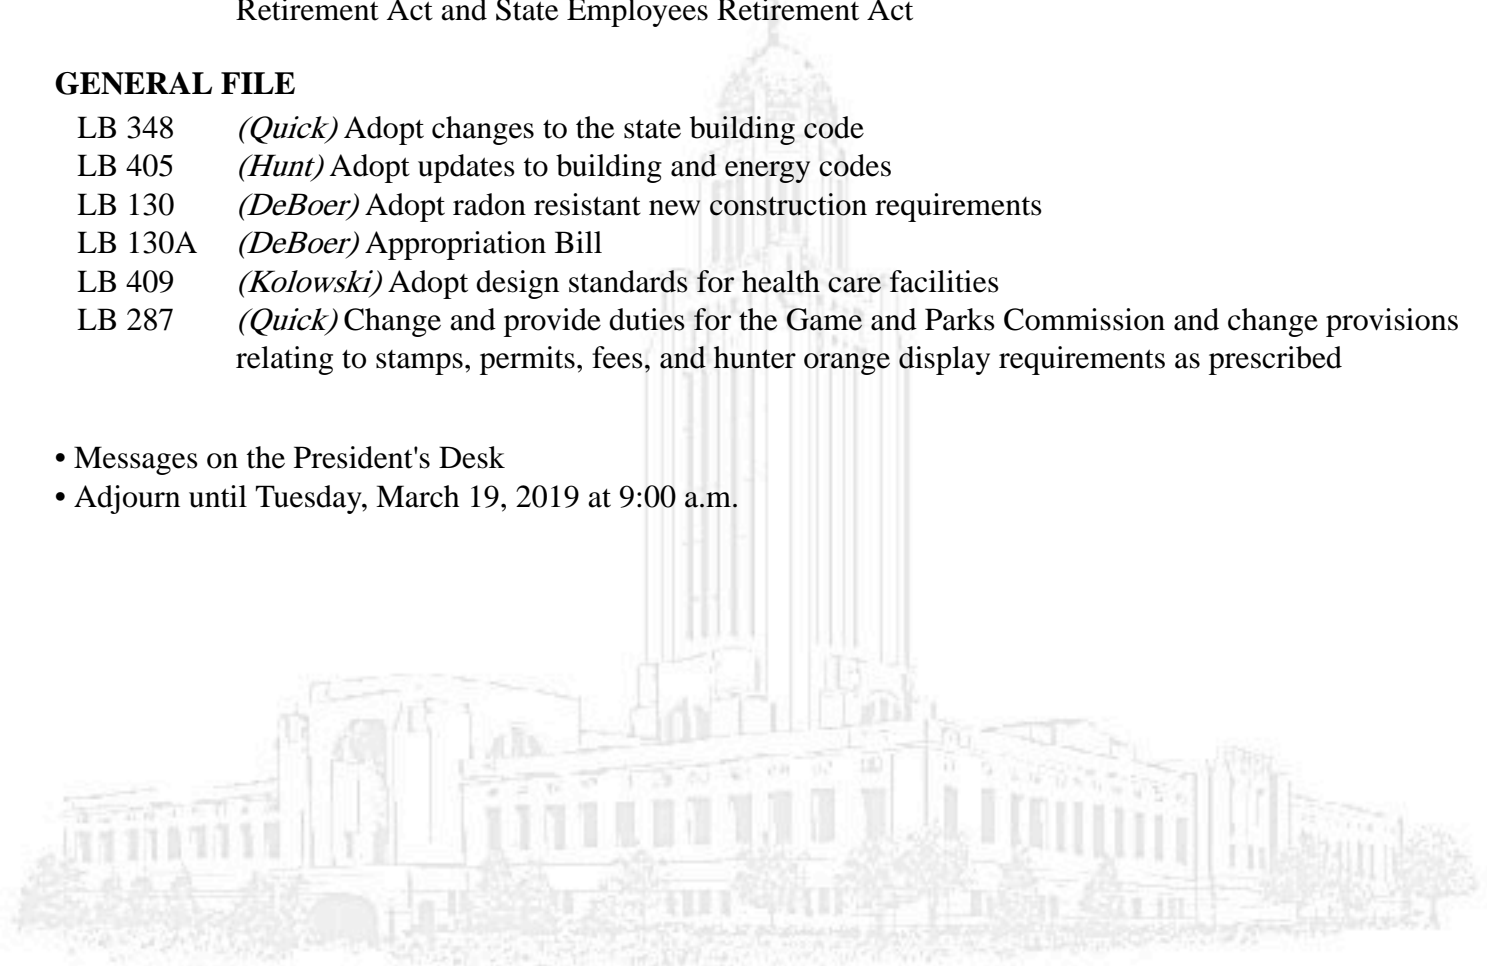 Retirement Act and State Employees Retirement Act
GENERAL FILE
LB 348 (Quick) Adopt changes to the state building code
LB 405 (Hunt) Adopt updates to building and energy codes
LB 130 (DeBoer) Adopt radon resistant new construction requirements
LB 130A (DeBoer) Appropriation Bill
LB 409 (Kolowski) Adopt design standards for health care facilities
LB 287 (Quick) Change and provide duties for the Game and Parks Commission and change provisions
relating to stamps, permits, fees, and hunter orange display requirements as prescribed
• Messages on the President's Desk
• Adjourn until Tuesday, March 19, 2019 at 9:00 a.m.